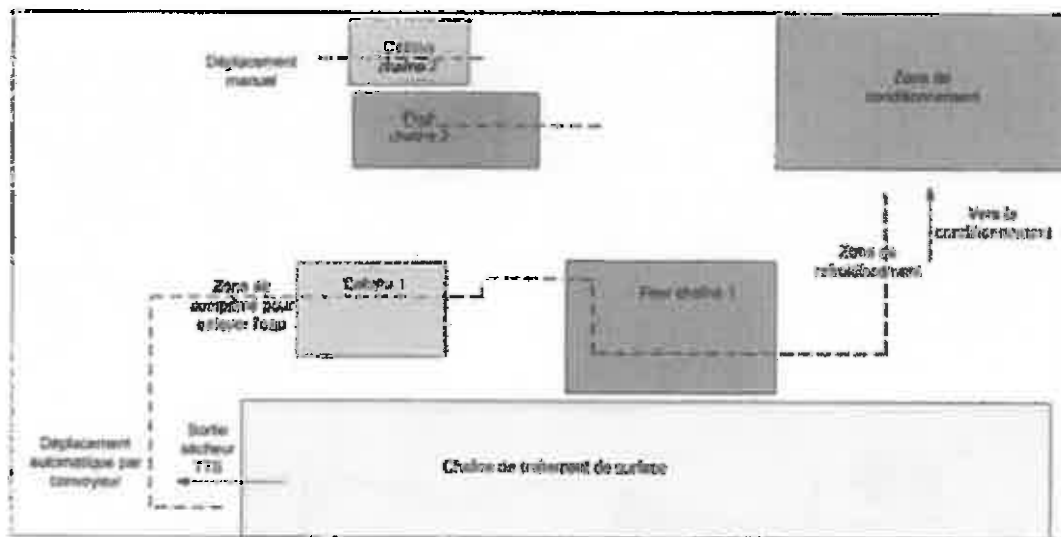 Déplacement
manuel
Cabine
chaîne 2
Four
chaîne 2
Zone de
conditionnement
Vers le
conditionnement
Zone de
refroidissement
Zone de
pour
enlever l'eau
Cabine 1
Four chaîne 1
Déplacement
automatique par
convoyeur
Sortie
sécheur
TTS
Chaîne de traitement de surface